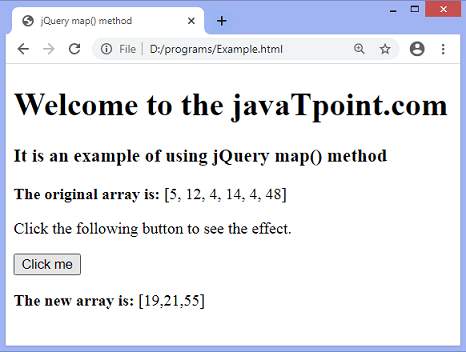 jQuery map() method
File | D:/programs/Example.html
Welcome to the javaTpoint.com
It is an example of using jQuery map() method
The original array is: [5, 12, 4, 14, 4, 48]
Click the following button to see the effect.
Click me
The new array is: [19,21,55]